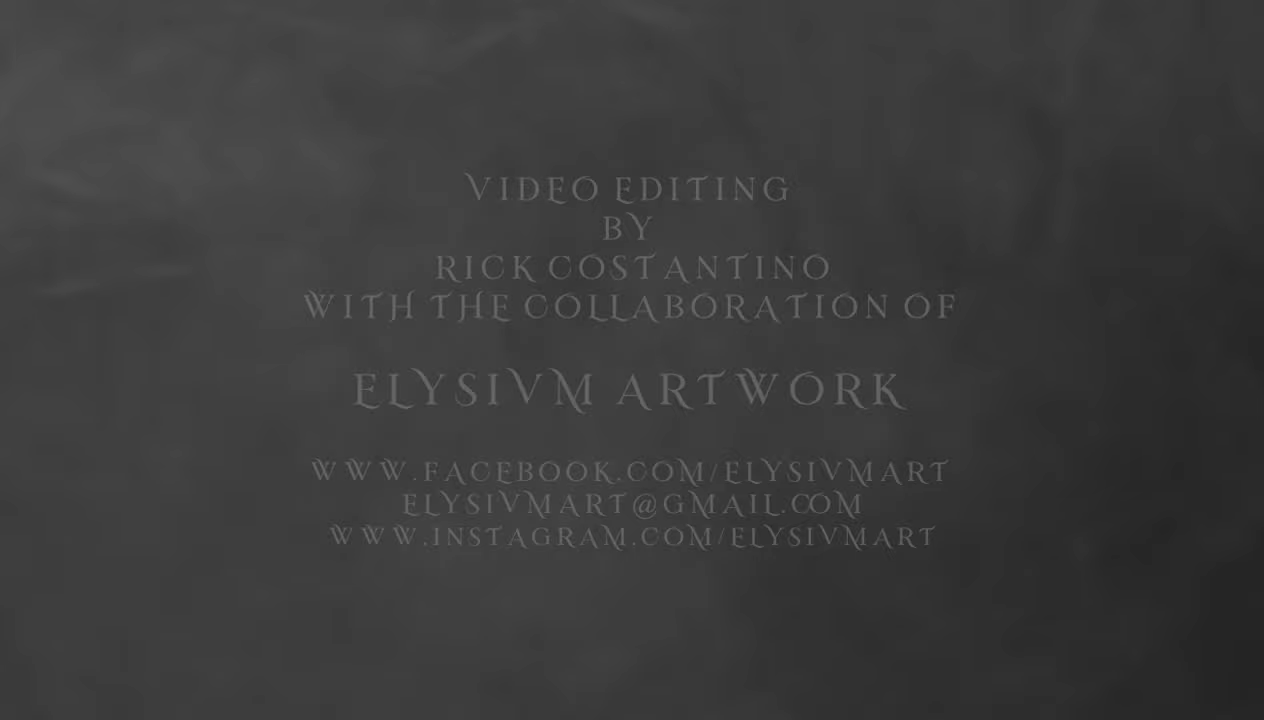 VIDEO EDITING
BY
RICK COSTANTINO
WITH THE COLLABORATION OF
ELYSIVM ARTWORK
WWW.FACEBOOK.COM/ELYSIVMART
ELYSIVMART@GMAIL.COM
WWW.INSTAGRAM.COM/ELYSIVMART